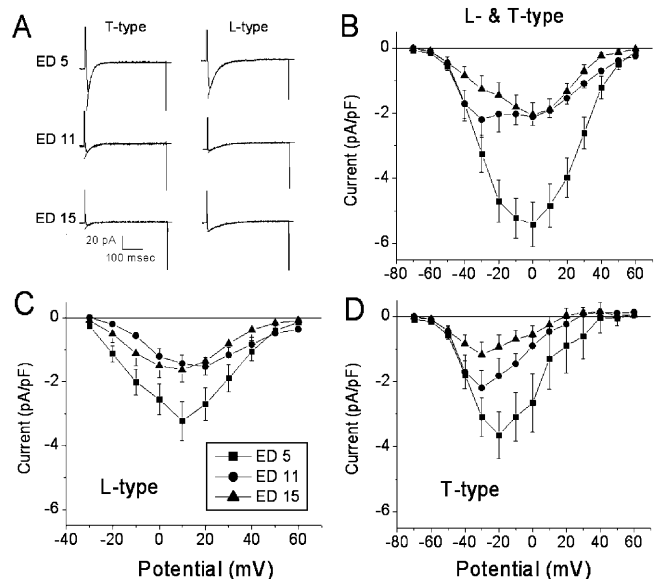 A
T-type
L-type
ED 5
ED 11
ED 15
20 pA
100 msec
B
L- & T-type
0
-2
-4
-6
Current (pA/pF)
-80 -60 -40 -20 0 20 40 60 80
C
0
-2
-4
-6
Current (pA/pF)
L-type
ED 5
ED 11
ED 15
-40 -20 0 20 40 60
Potential (mV)
D
0
-2
-4
-6
Current (pA/pF)
T-type
-80 -60 -40 -20 0 20 40 60
Potential (mV)